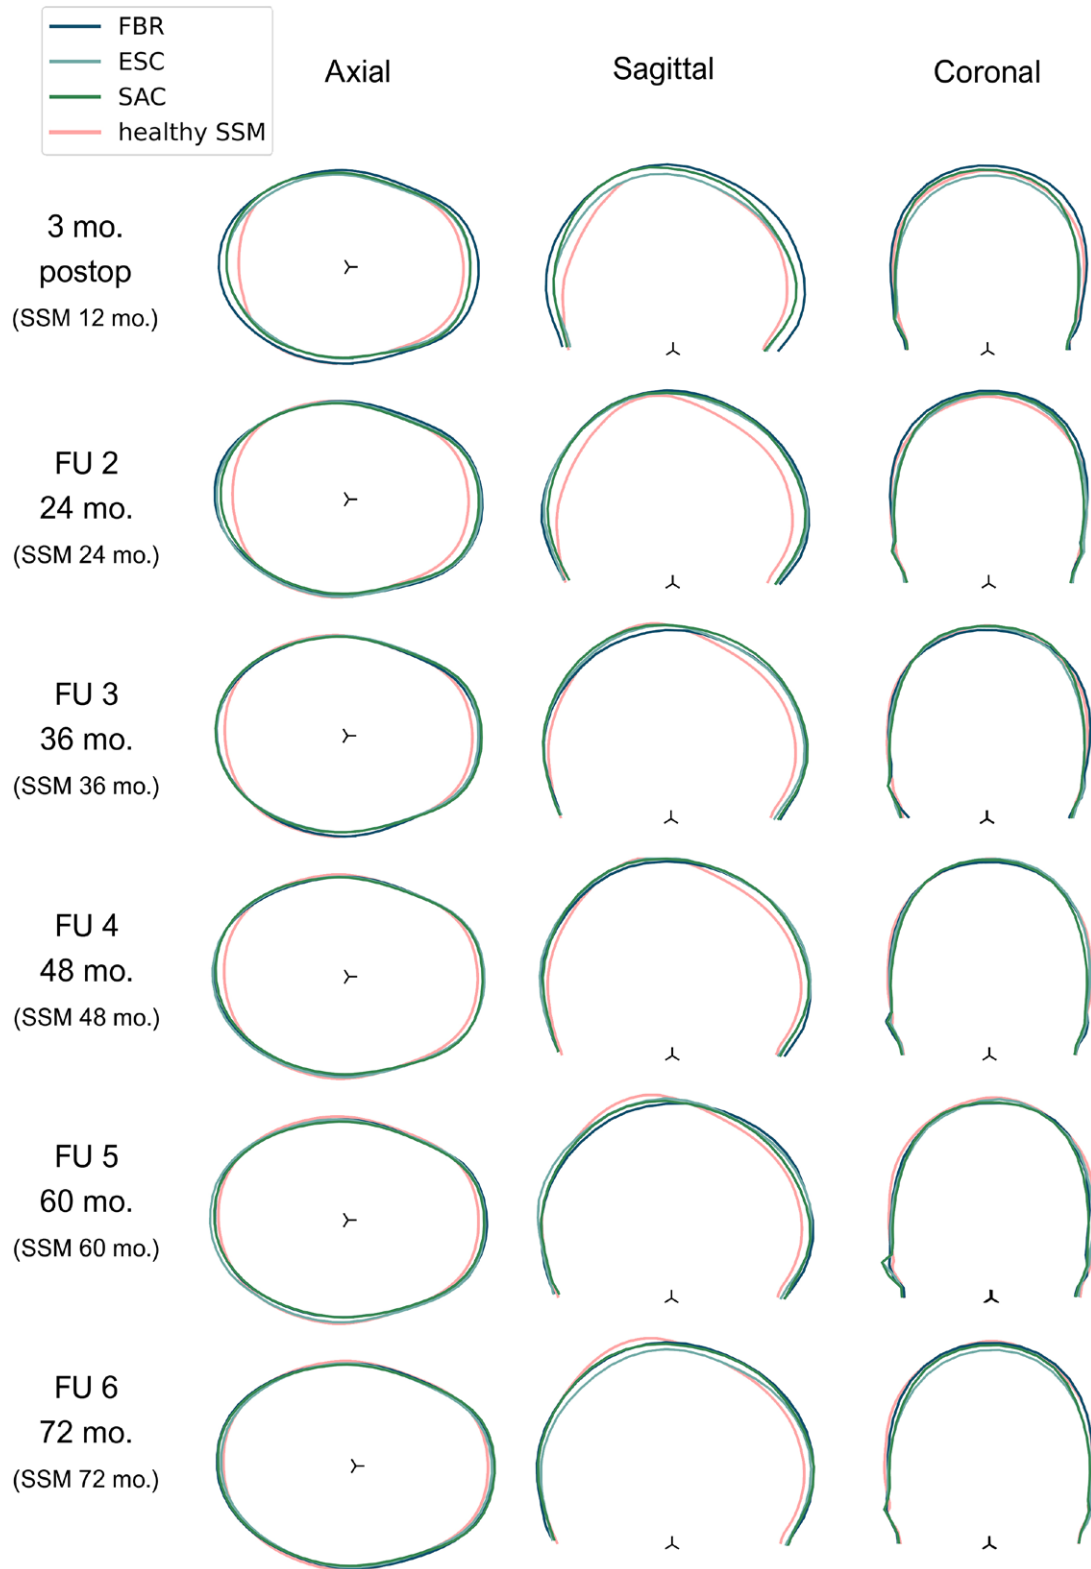 FBR
ESC
SAC
healthy SSM
Axial
Sagittal
Coronal
3 mo.
postop
(SSM 12 mo.)
FU 2
24 mo.
(SSM 24 mo.)
FU 3
36 mo.
(SSM 36 mo.)
FU 4
48 mo.
(SSM 48 mo.)
FU 5
60 mo.
(SSM 60 mo.)
FU 6
72 mo.
(SSM 72 mo.)